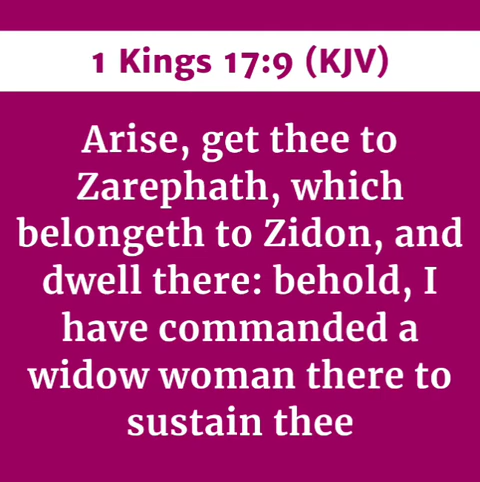 1 Kings 17:9 (KJV)
Arise, get thee to
Zarephath, which
belongeth to Zidon, and
dwell there: behold, I
have commanded a
widow woman there to
sustain thee